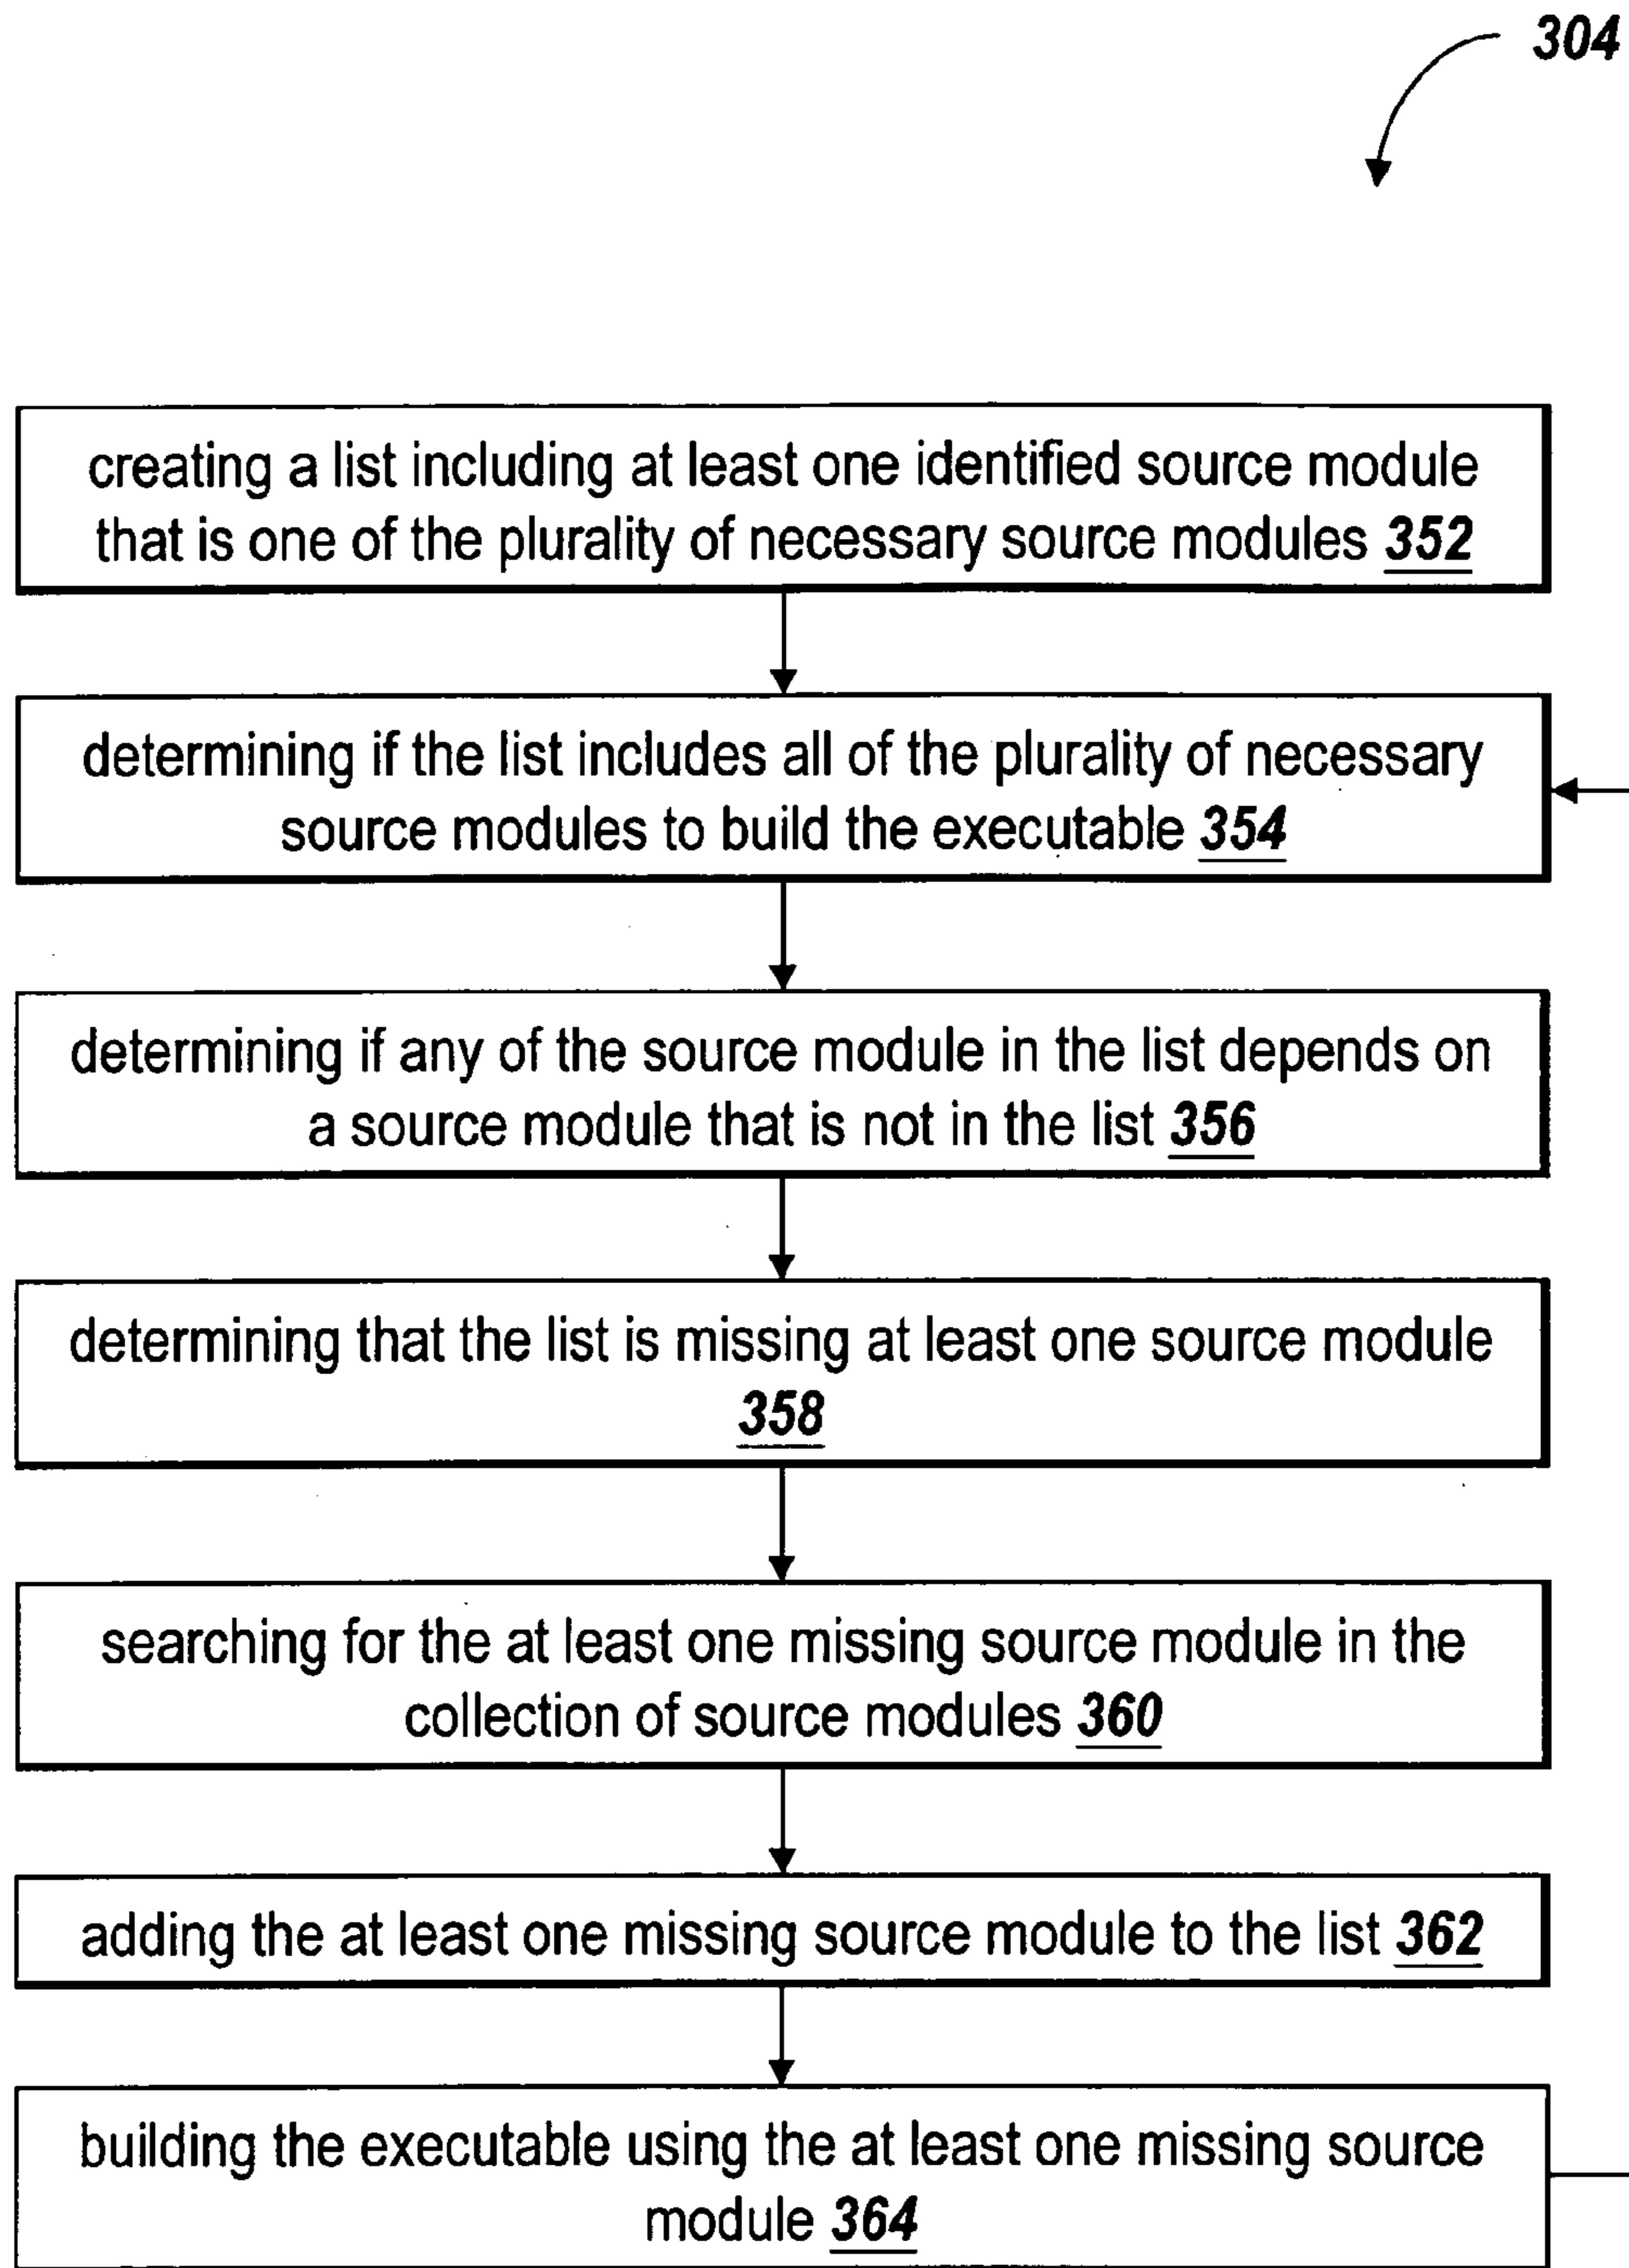 304
creating a list including at least one identified source module
that is one of the plurality of necessary source modules 352
determining if the list includes all of the plurality of necessary
source modules to build the executable 354
determining if any of the source module in the list depends on
a source module that is not in the list 356
determining that the list is missing at least one source module
358
searching for the at least one missing source module in the
collection of source modules 360
adding the at least one missing source module to the list 362
building the executable using the at least one missing source
module 364